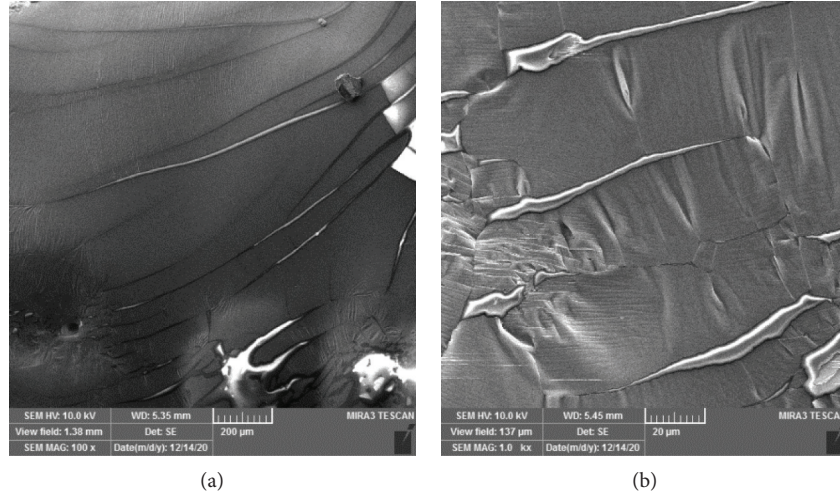 SEM HV: 10.0 kV WD: 5.35 mm MIRA3 TESCAN
View field: 1.38 mm Det: SE 200 µm
SEM MAG: 100 x Date(m/d/y): 12/14/20
SEM HV: 10.0 kV WD: 5.45 mm MIRA3 TESCAN
View field: 137 µm Det: SE 20 µm
SEM MAG: 1.0 kx Date(m/d/y): 12/14/20
(a)
(b)